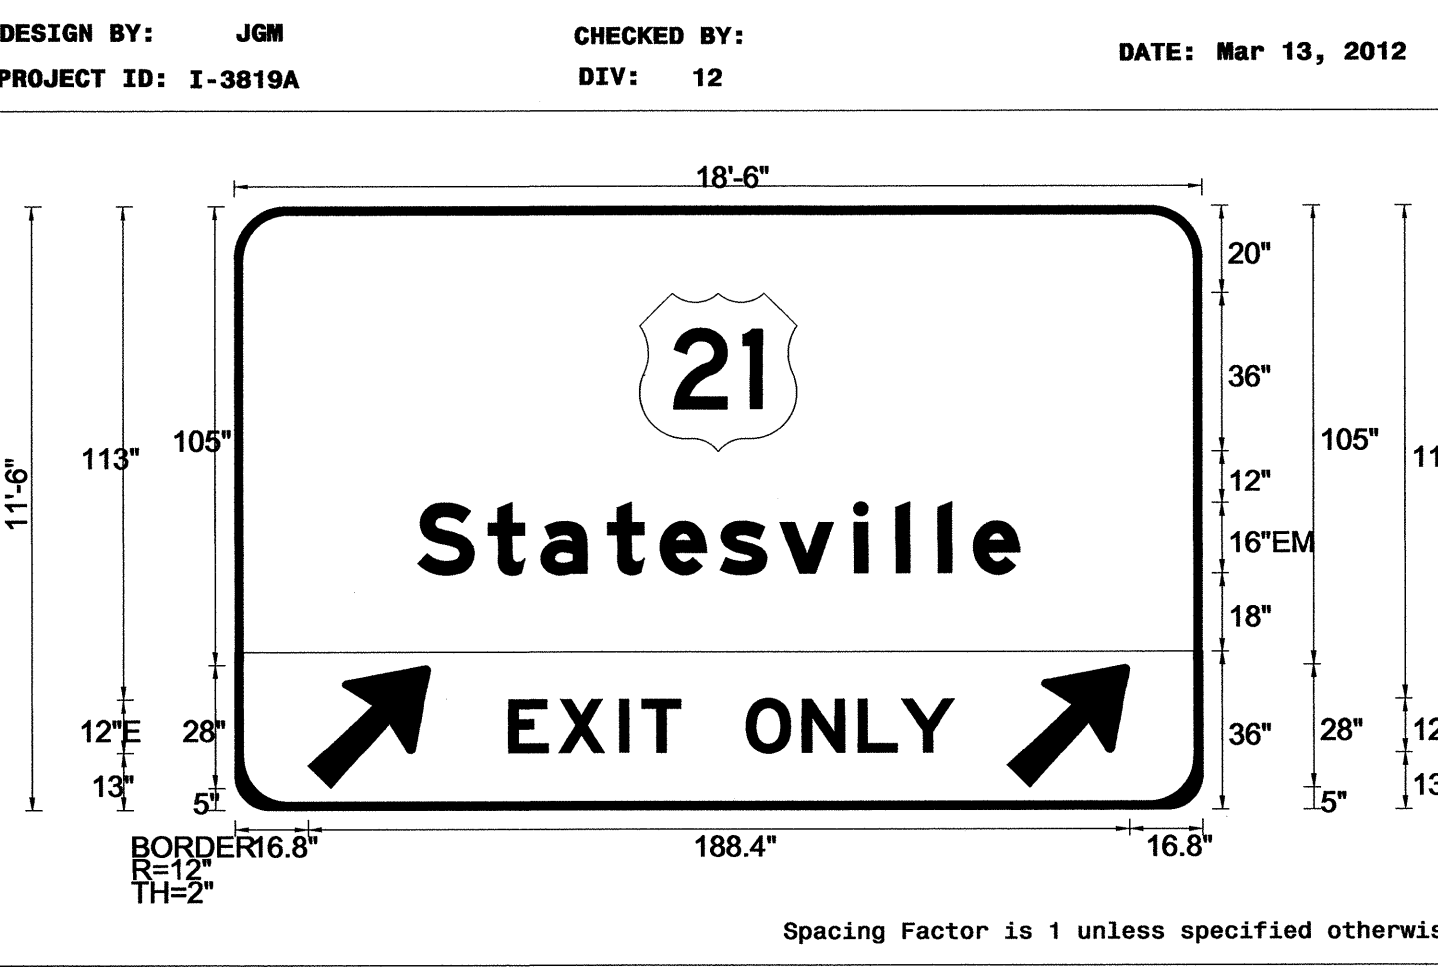 DESIGN BY: JGM
CHECKED BY:
DATE: Mar 13, 2012
PROJECT ID: I-3819A
DIV: 12
18'-6"
20"
21
36"
105"
105"
113"
11'-6"
12"
Statesville
16"EM
18"
EXIT ONLY
12"E
28"
36"
28"
13"
5"
5"
BORDER
16.8"
188.4"
16.8"
R=12"
TH=2"
Spacing Factor is 1 unless specified